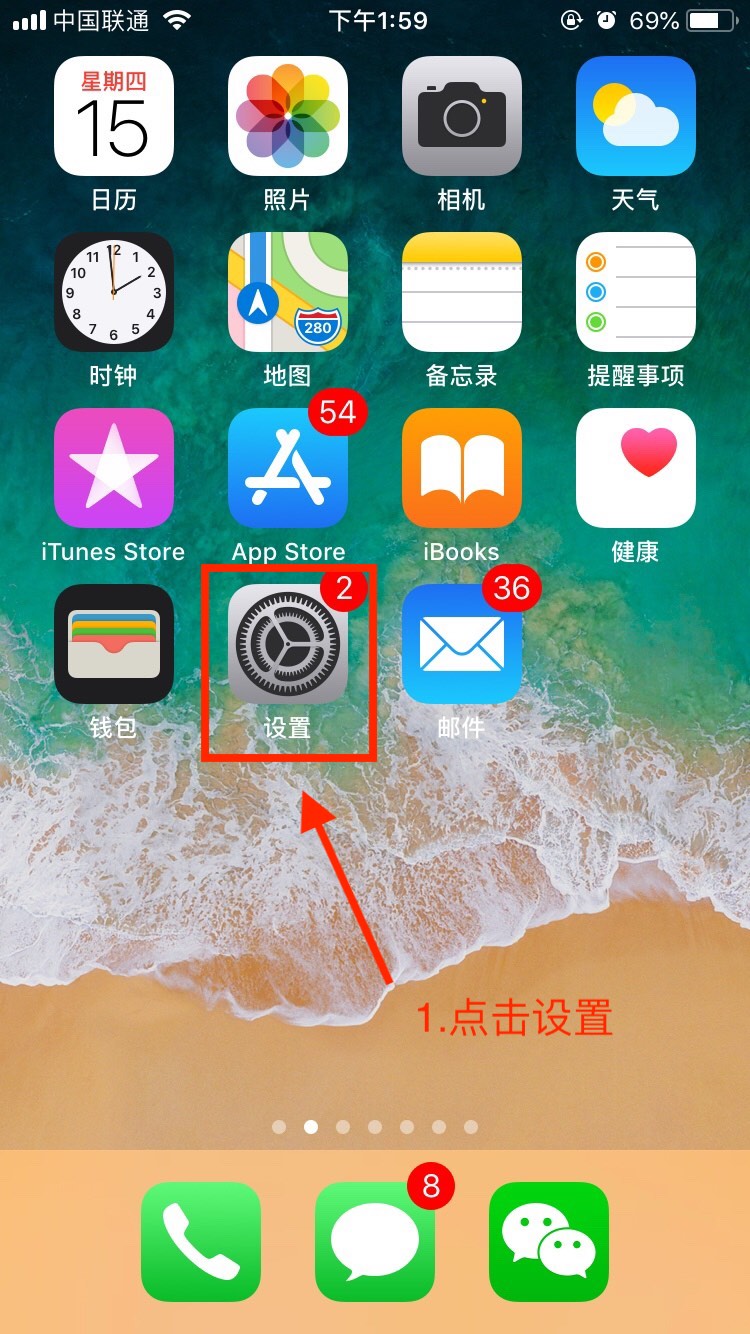 中国联通 下午1:59 69%
星期四
15
日历 照片 相机 天气
12
11 1
10 2
9 3
8 4
7 5
6
280
时钟 地图 备忘录 提醒事项
54
iTunes Store App Store iBooks 健康
2 36
钱包 设置 邮件
1.点击设置
8